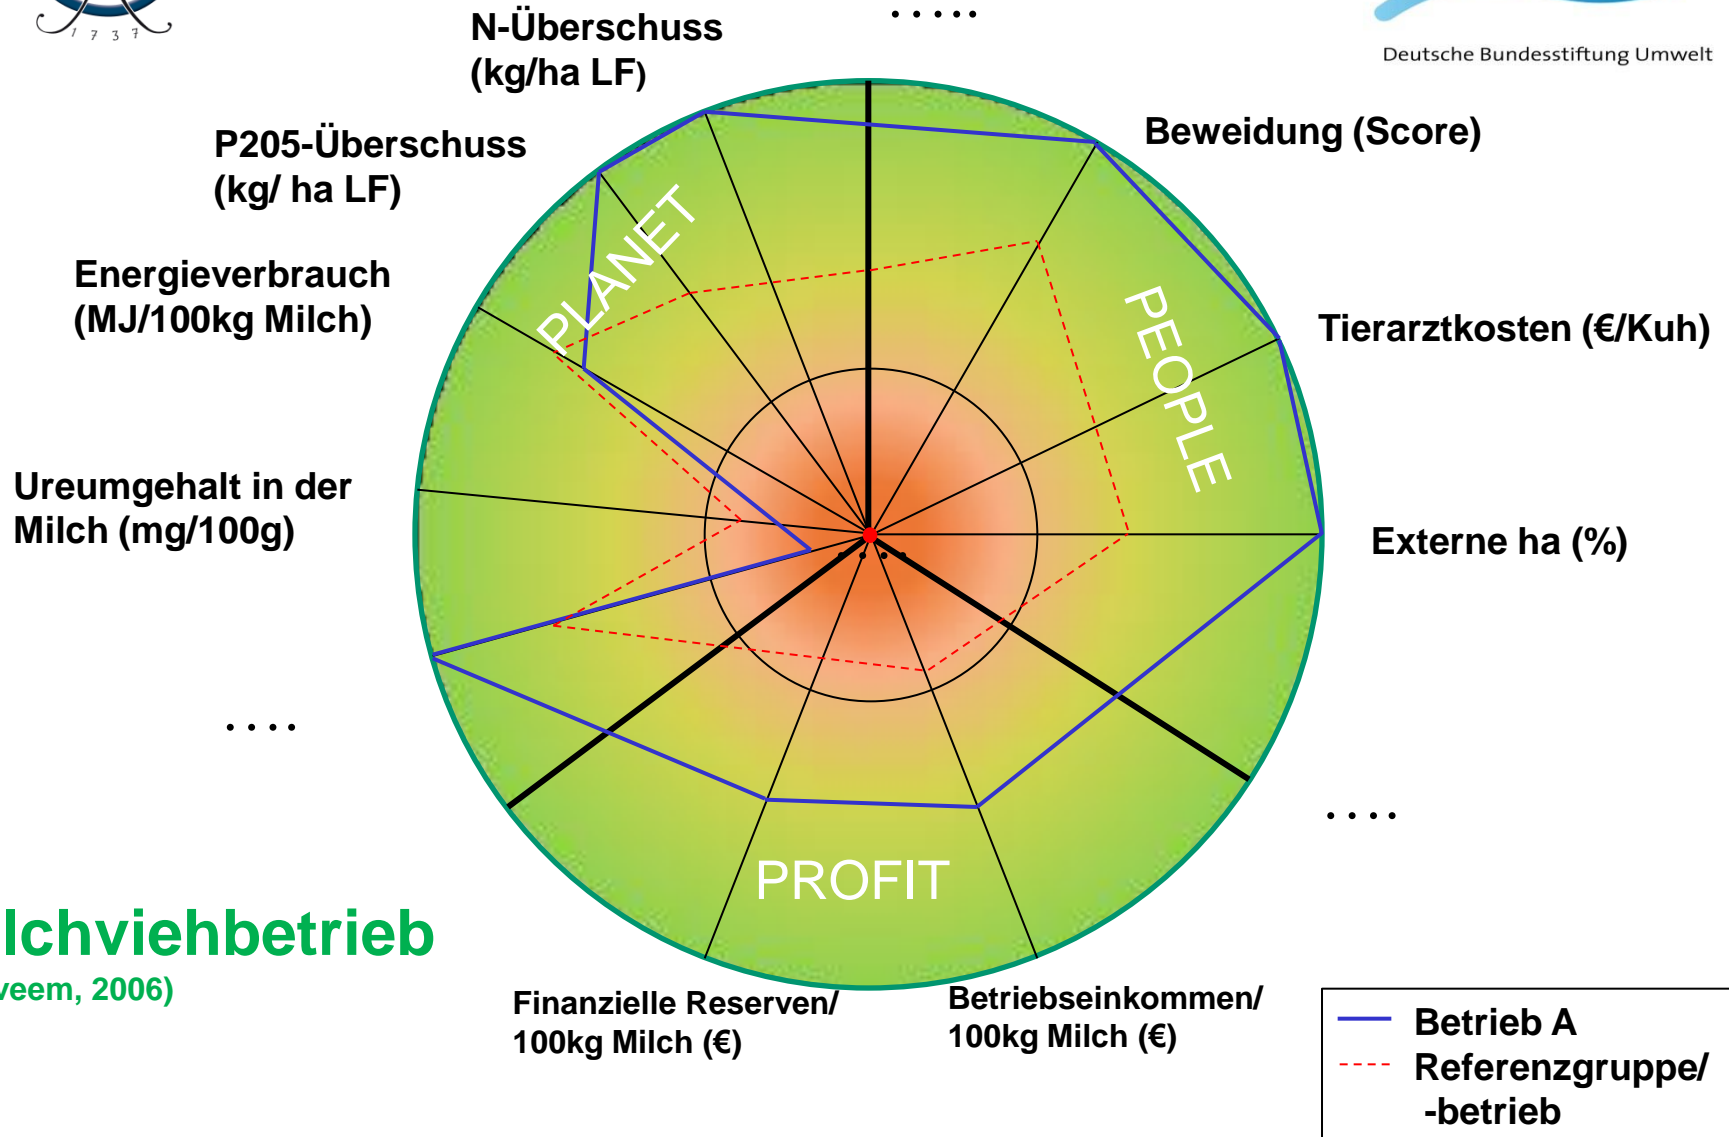 1737
.....
Deutsche Bundesstiftung Umwelt
N-Überschuss
(kg/ha LF)
P205-Überschuss
(kg/ ha LF)
Beweidung (Score)
Energieverbrauch
(MJ/100kg Milch)
Tierarztkosten (€/Kuh)
PLANET
PEOPLE
Ureumgehalt in der
Milch (mg/100g)
Externe ha (%)
....
....
....
PROFIT
lchviehbetrieb
veem, 2006)
Finanzielle Reserven/
100kg Milch (€)
Betriebseinkommen/
100kg Milch (€)
Betrieb A
Referenzgruppe/
-betrieb